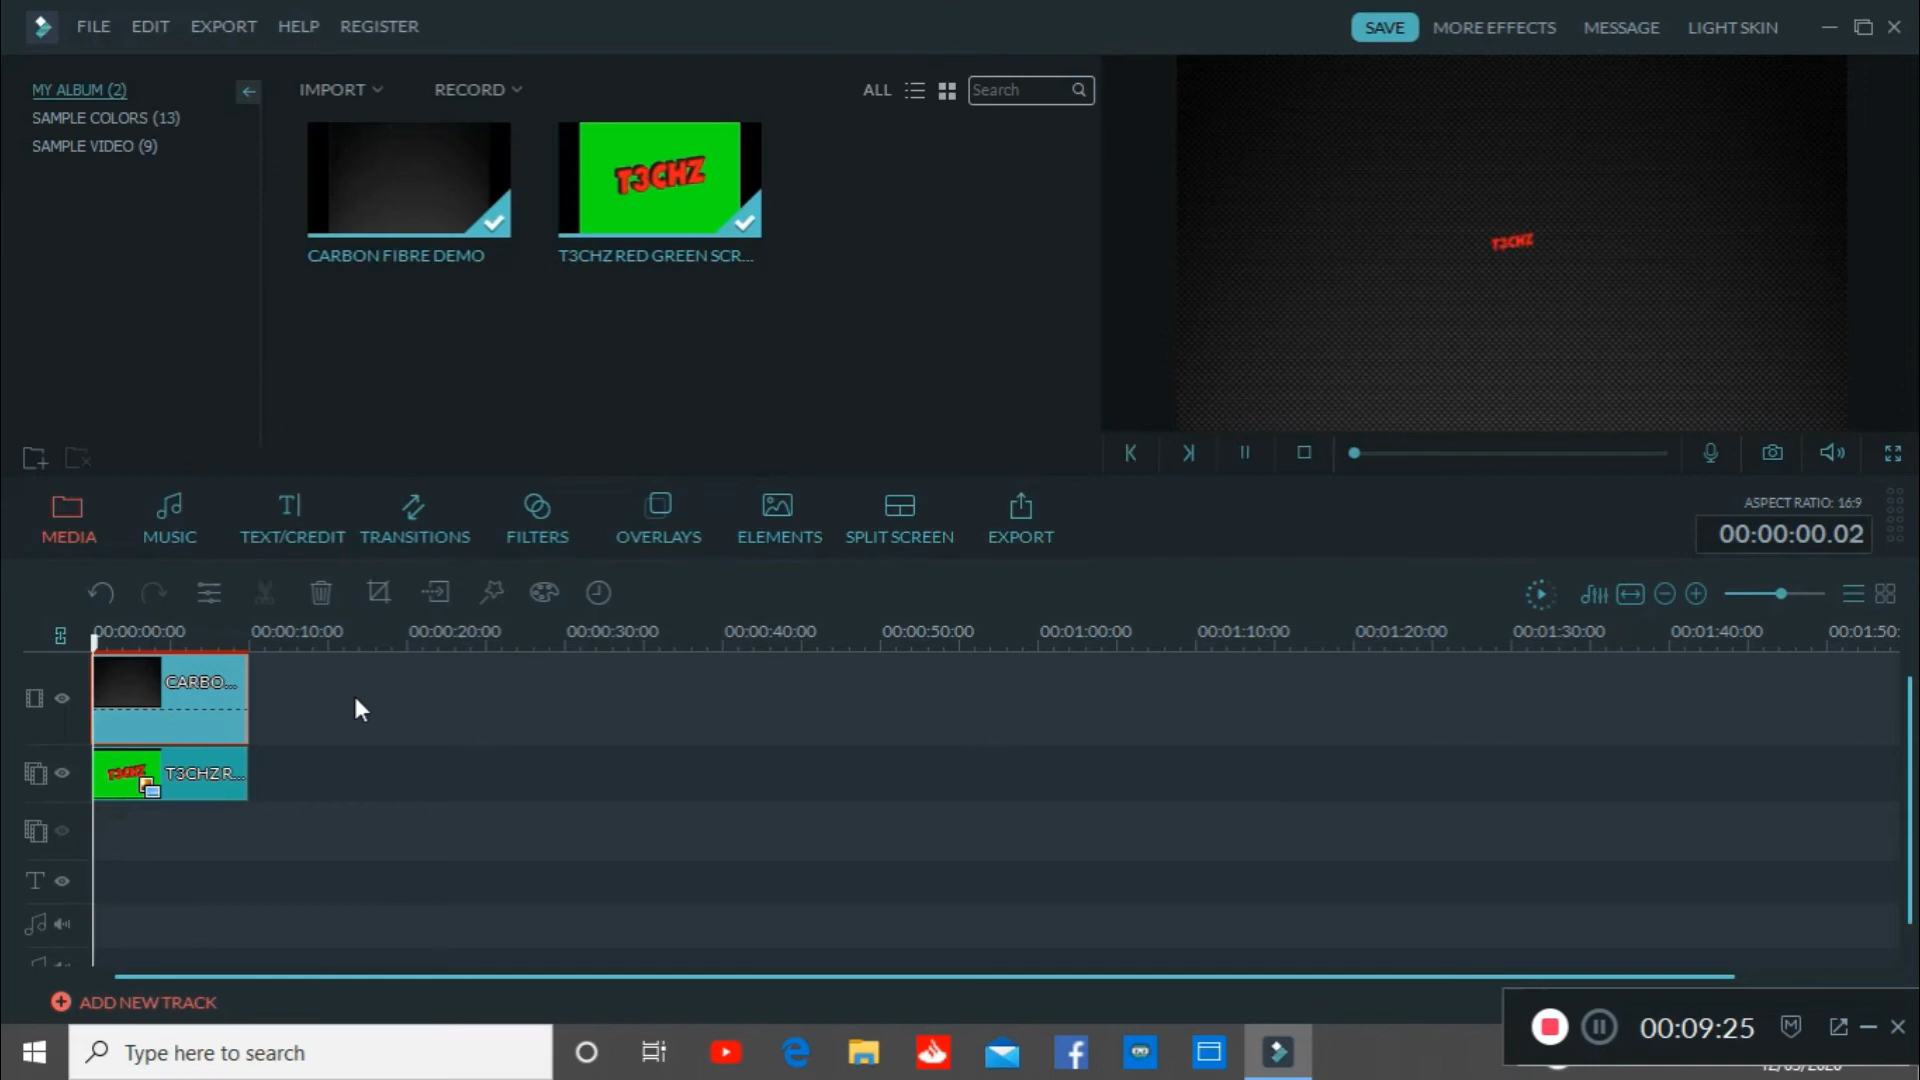 FILE EDIT EXPORT HELP REGISTER SAVE MORE EFFECTS MESSAGE LIGHT SKIN
MY ALBUM (2)
SAMPLE COLORS (13)
SAMPLE VIDEO (9)
IMPORT RECORD ALL Search
T3CHZ
CARBON FIBRE DEMO T3CHZ RED GREEN SCR...
T3CHZ
MEDIA MUSIC TEXT/CREDIT TRANSITIONS FILTERS OVERLAYS ELEMENTS SPLIT SCREEN EXPORT
ASPECT RATIO: 16:9
00:00:00.02
00:00:00:00 00:00:10:00 00:00:20:00 00:00:30:00 00:00:40:00 00:00:50:00 00:01:00:00 00:01:10:00 00:01:20:00 00:01:30:00 00:01:40:00 00:01:50:
CARBO...
T3CHZ T3CHZ R...
ADD NEW TRACK
Type here to search
00:09:25